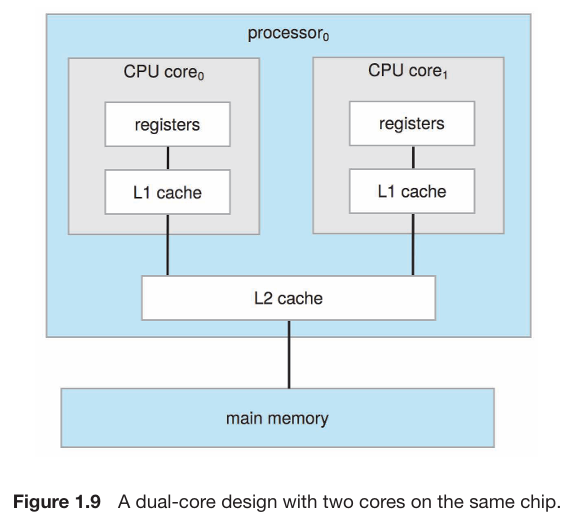 processor₀
CPU core₀
CPU core₁
registers
registers
L1 cache
L1 cache
L2 cache
main memory
Figure 1.9 A dual-core design with two cores on the same chip.